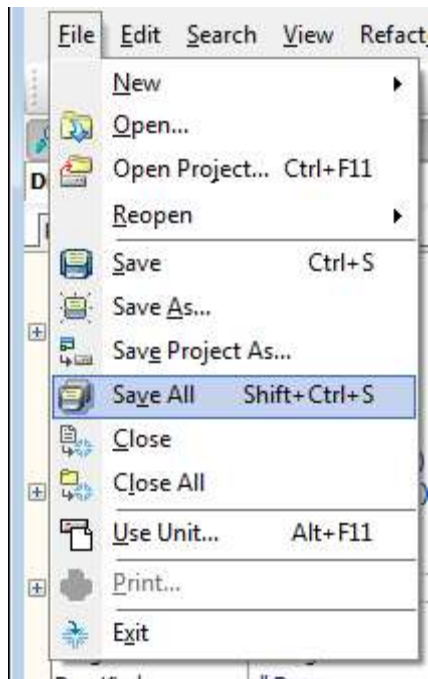 File Edit Search View Refact
New
Open...
Open Project... Ctrl+F11
Reopen
Save Ctrl+S
Save As...
Save Project As...
Save All Shift+Ctrl+S
Close
Close All
Use Unit... Alt+F11
Print...
Exit